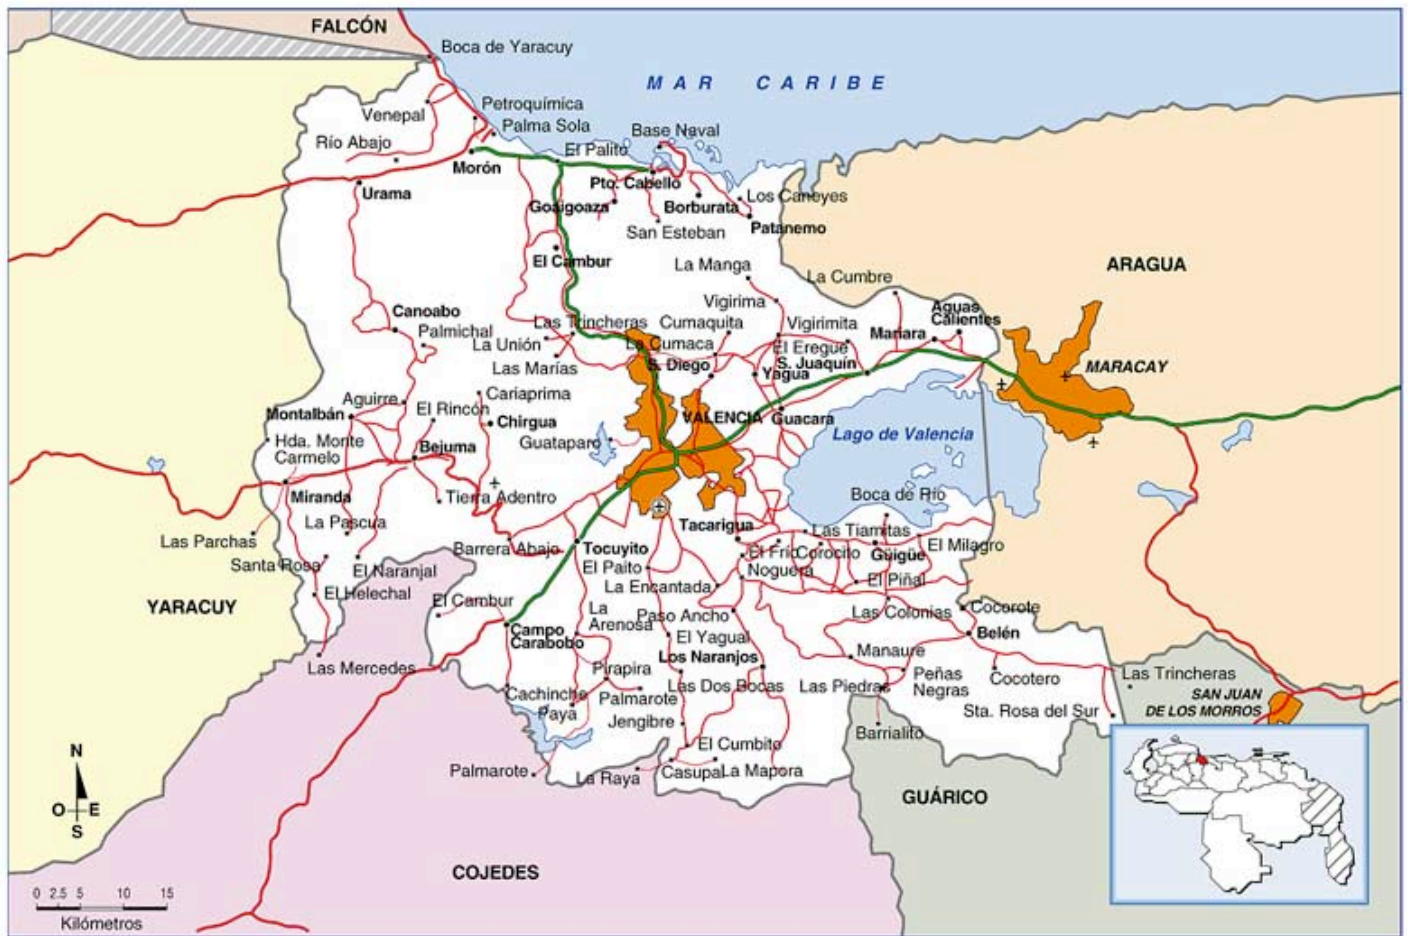 FALCÓN
Boca de Yaracuy
MAR CARIBE
Venepal
Petroquímica
Palma Sola
Base Naval
Río Abajo
El Palito
Morón
Pto. Cabello
Urama
Goaigoaza
Borburata
Los Caneyes
San Esteban
Patanemo
El Cambur
La Manga
La Cumbre
ARAGUA
Vigirima
Canoabo
Las Trincheras
Cumaquita
Vigirimita
Aguas
Calientes
Mariara
Palmichal
La Unión
La Cumaca
El Eregüe
Las Marías
S. Diego
Yagua
S. Juaquín
MARACAY
Aguirre
Cariaprima
Montalbán
El Rincón
Chirgua
VALENCIA
Guacara
Hda. Monte
Carmelo
Bejuma
Guataparo
Lago de Valencia
Miranda
Tierra Adentro
Boca de Río
La Pascua
Tacarigua
Las Tiamitas
Las Parchas
Barrera Abajo
Tocuyito
El Frío
Corocito
Güigüe
El Milagro
Santa Rosa
El Naranjal
El Paito
Noguera
El Helechal
La Encantada
El Piñal
YARACUY
El Cambur
La
Arenosa
Paso Ancho
Las Colonias
Cocorote
Campo
Carabobo
El Yagual
Belén
Las Mercedes
Pirapira
Los Naranjos
Manaure
Cachinche
Palmarote
Las Dos Bocas
Las Piedras
Peñas
Negras
Cocotero
Las Trincheras
Paya
Jengibre
Sta. Rosa del Sur
SAN JUAN
DE LOS MORROS
Barrialito
El Cumbito
Palmarote
La Raya
Casupal
La Mapora
GUÁRICO
N
O
E
S
COJEDES
0 2.5 5 10 15
Kilómetros